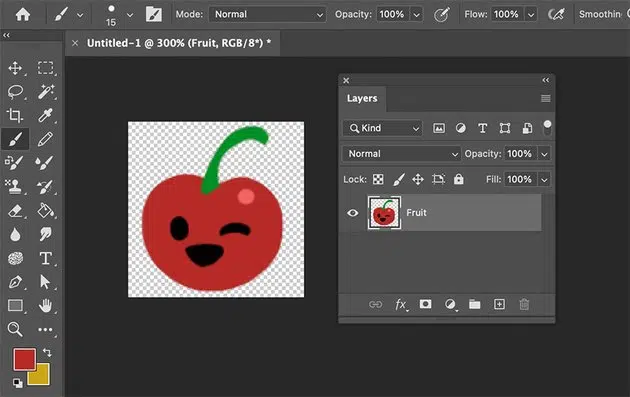 15 Mode: Normal Opacity: 100% Flow: 100% Smoothin
Untitled-1 @ 300% (Fruit, RGB/8*) *
Layers
Kind T
Normal Opacity: 100%
Lock: Fill: 100%
Fruit
fx
T